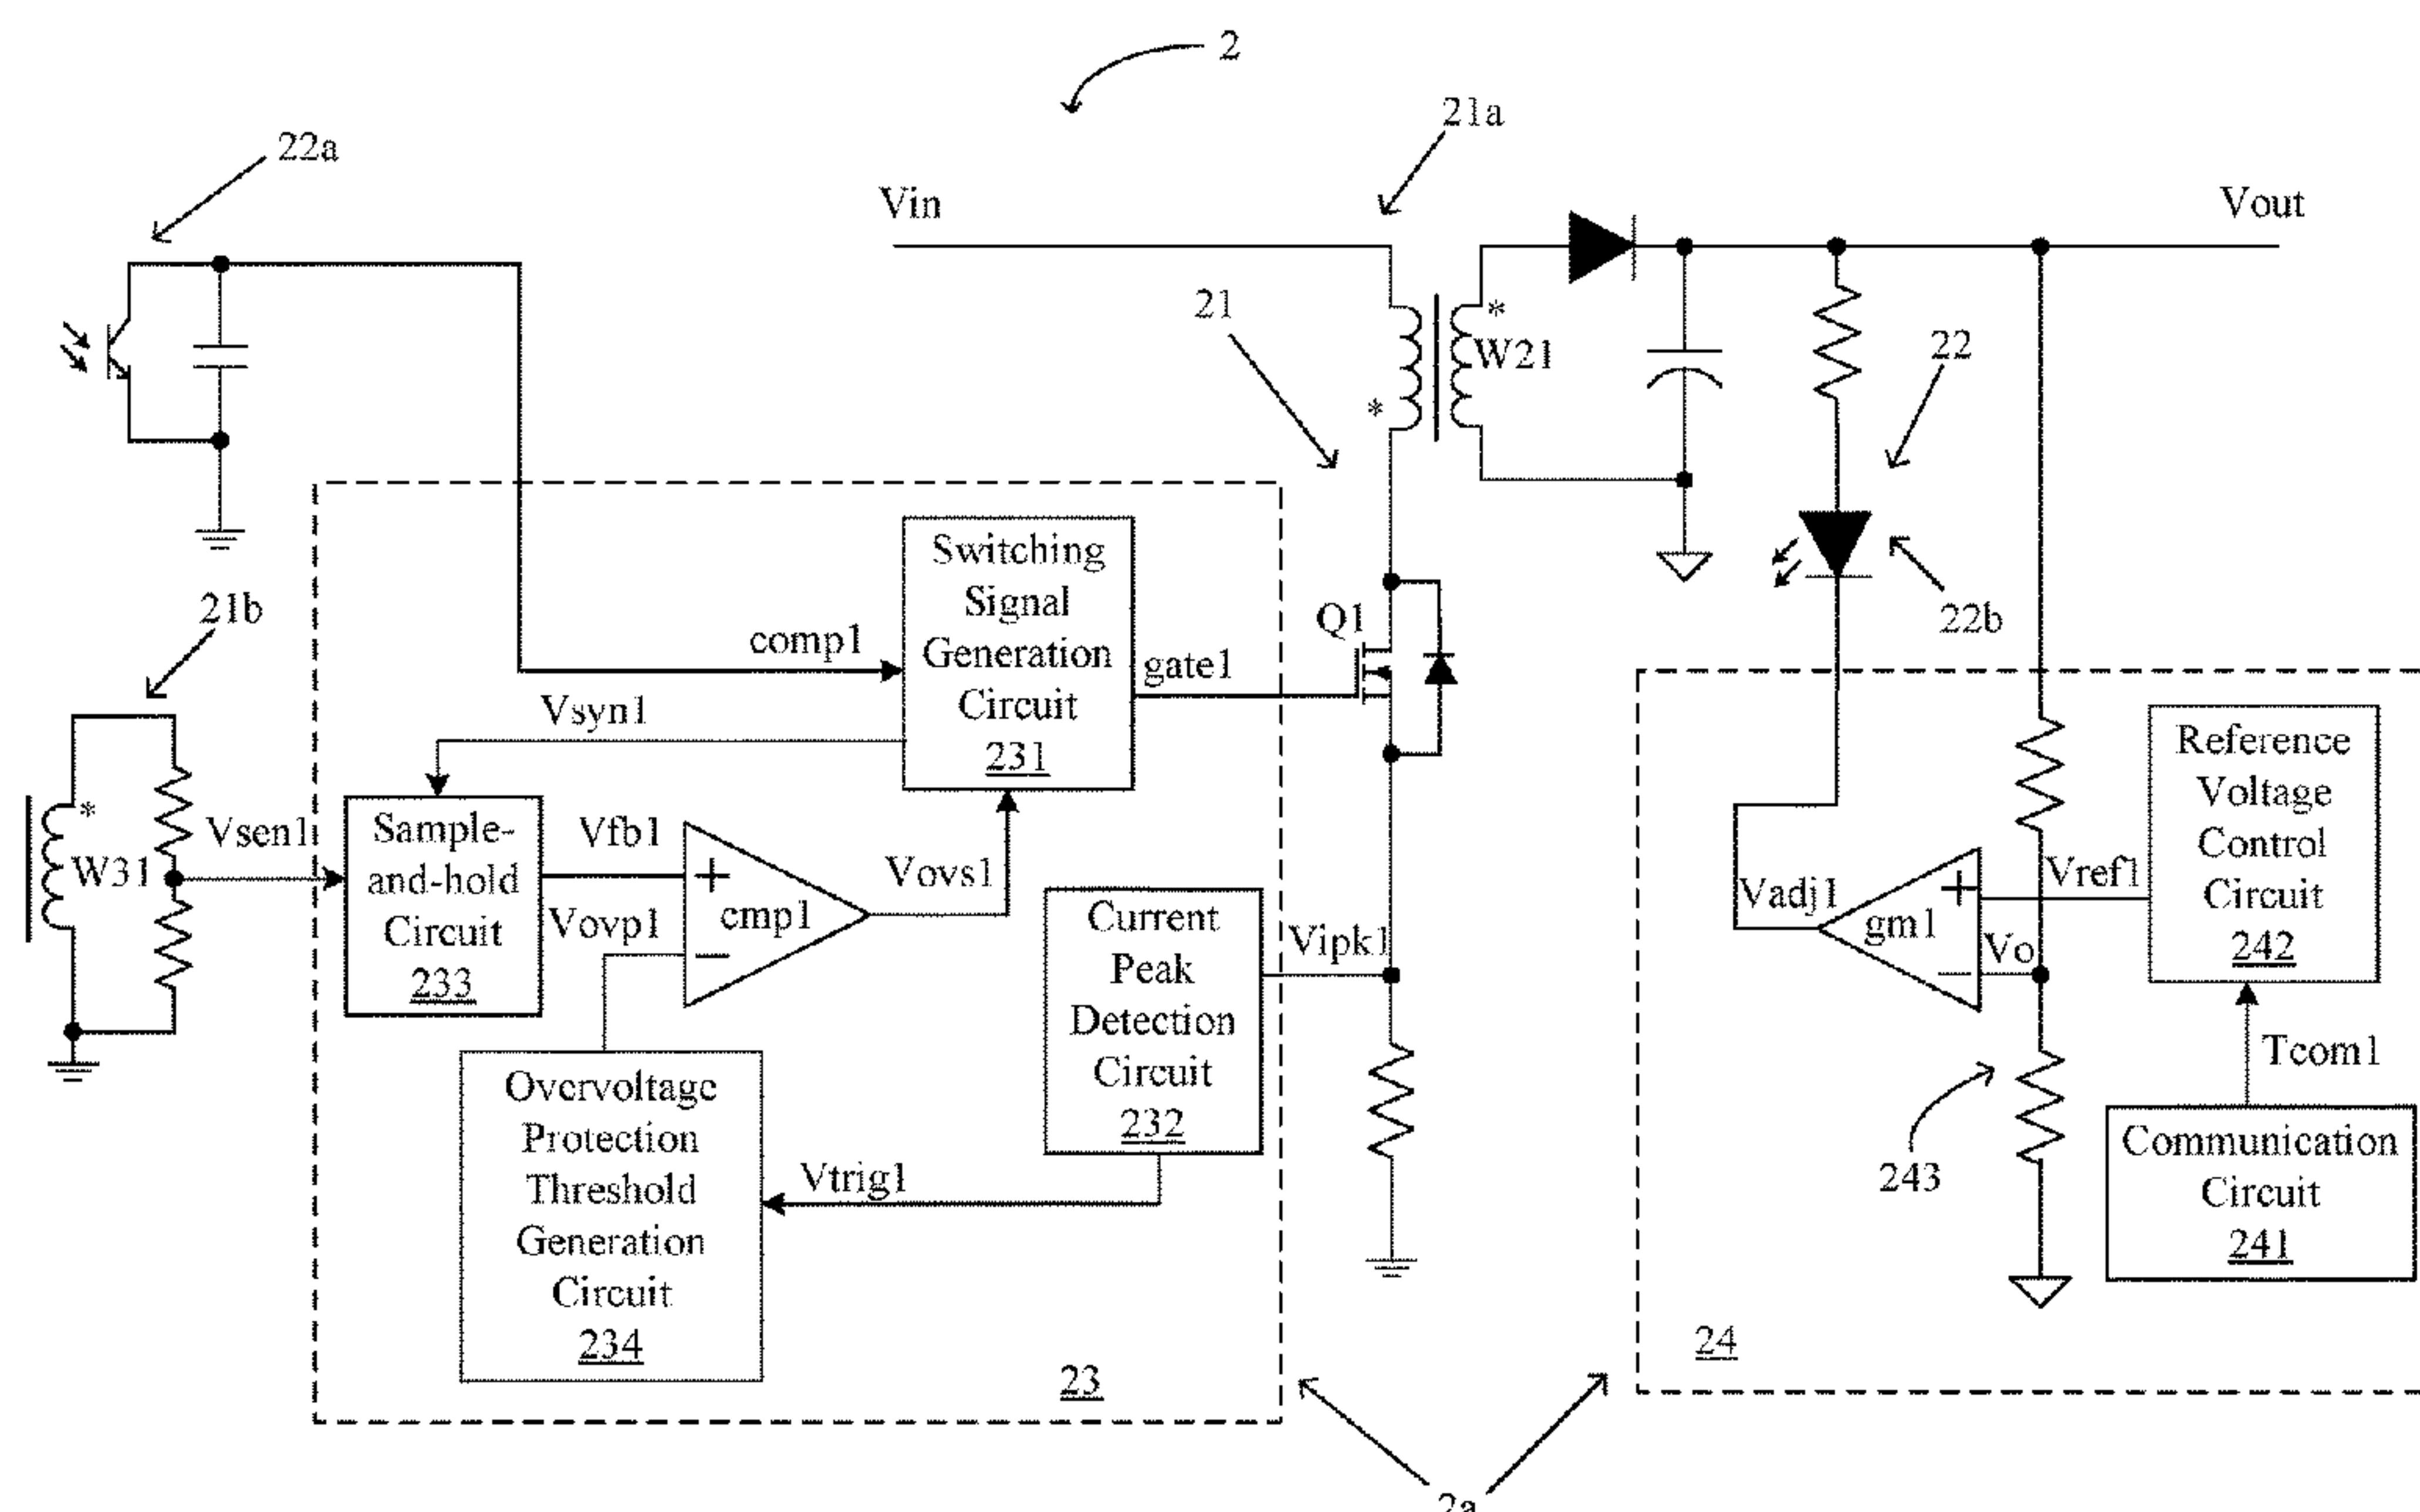 2
21a
22a
Vin
Vout
21
*
W21
*
22
21b
Switching
Signal
Generation
Circuit
231
comp1
gate1
Q1
22b
Vsyn1
*
W31
Vsen1
Sample-
and-hold
Circuit
233
Vfb1
Vovp1
+
cmp1
−
Vovs1
Current
Peak
Detection
Circuit
232
Vipk1
Vadj1
gm1
+
−
Vref1
Vo
Reference
Voltage
Control
Circuit
242
Tcom1
Overvoltage
Protection
Threshold
Generation
Circuit
234
Vtrig1
243
Communication
Circuit
241
23
24
2a